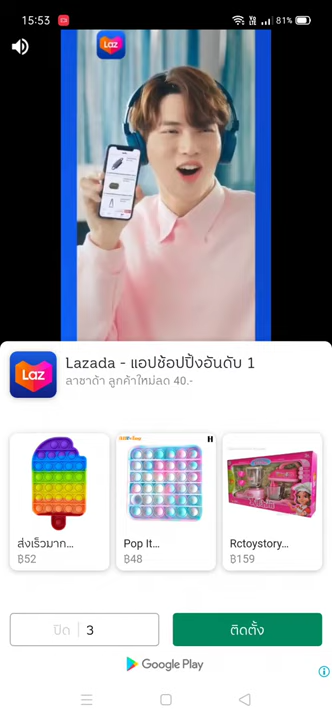 15:53
81%
Laz
Lazada - แอปช้อปปิ้งอันดับ 1
ลาซาด้า ลูกค้าใหม่ลด 40.-
Laz
ส่งเร็วมาก...
฿52
Pop It...
฿48
Rctoystory...
฿159
ปิด
3
ติดตั้ง
Google Play